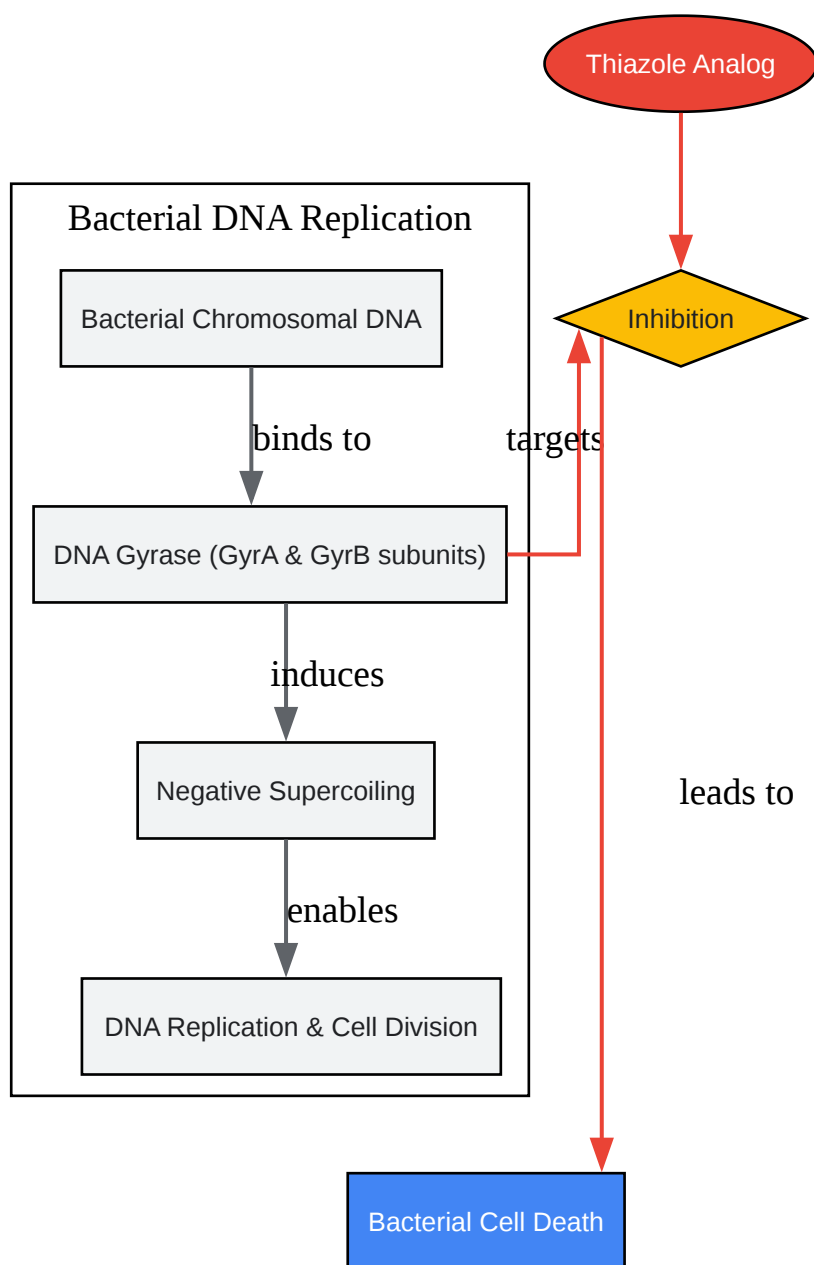 Thiazole Analog
Bacterial DNA Replication
Bacterial Chromosomal DNA
Inhibition
binds to
targets
DNA Gyrase (GyrA & GyrB subunits)
induces
Negative Supercoiling
leads to
enables
DNA Replication & Cell Division
Bacterial Cell Death